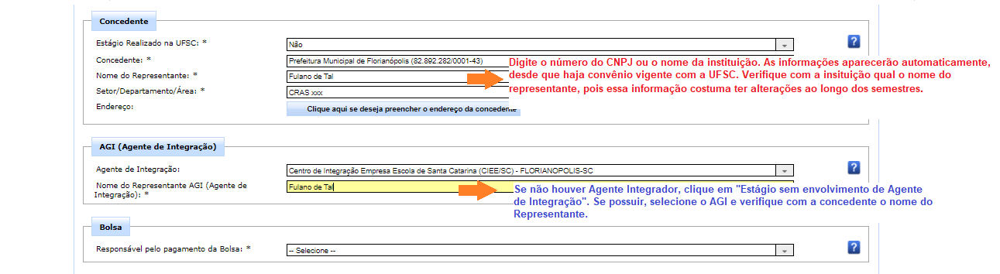 Concedente
Estágio Realizado na UFSC: *
Não
Concedente: *
Prefeitura Municipal de Florianópolis (82.892.282/0001-43)
Digite o número do CNPJ ou o nome da instituição. As informações aparecerão automaticamente,
desde que haja convênio vigente com a UFSC. Verifique com a insituição qual o nome do
representante, pois essa informação costuma ter alterações ao longo dos semestres.
Nome do Representante: *
Fulano de Tal
Setor/Departamento/Área: *
CRAS xxx
Endereço:
Clique aqui se deseja preencher o endereço da concedente
AGI (Agente de Integração)
Agente de Integração:
Centro de Integração Empresa Escola de Santa Catarina (CIEE/SC) - FLORIANOPOLIS-SC
Nome do Representante AGI (Agente de
Integração): *
Fulano de Tal
Se não houver Agente Integrador, clique em "Estágio sem envolvimento de Agente
de Integração". Se possuir, selecione o AGI e verifique com a concedente o nome do
Representante.
Bolsa
Responsável pelo pagamento da Bolsa: *
-- Selecione --